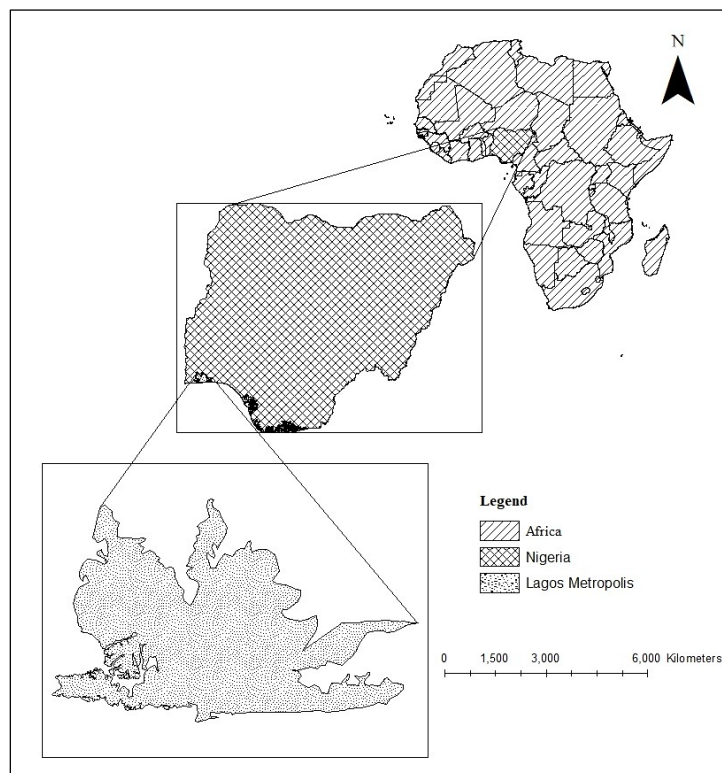 N
Legend
Africa
Nigeria
Lagos Metropolis
0 1,500 3,000 6,000 Kilometers